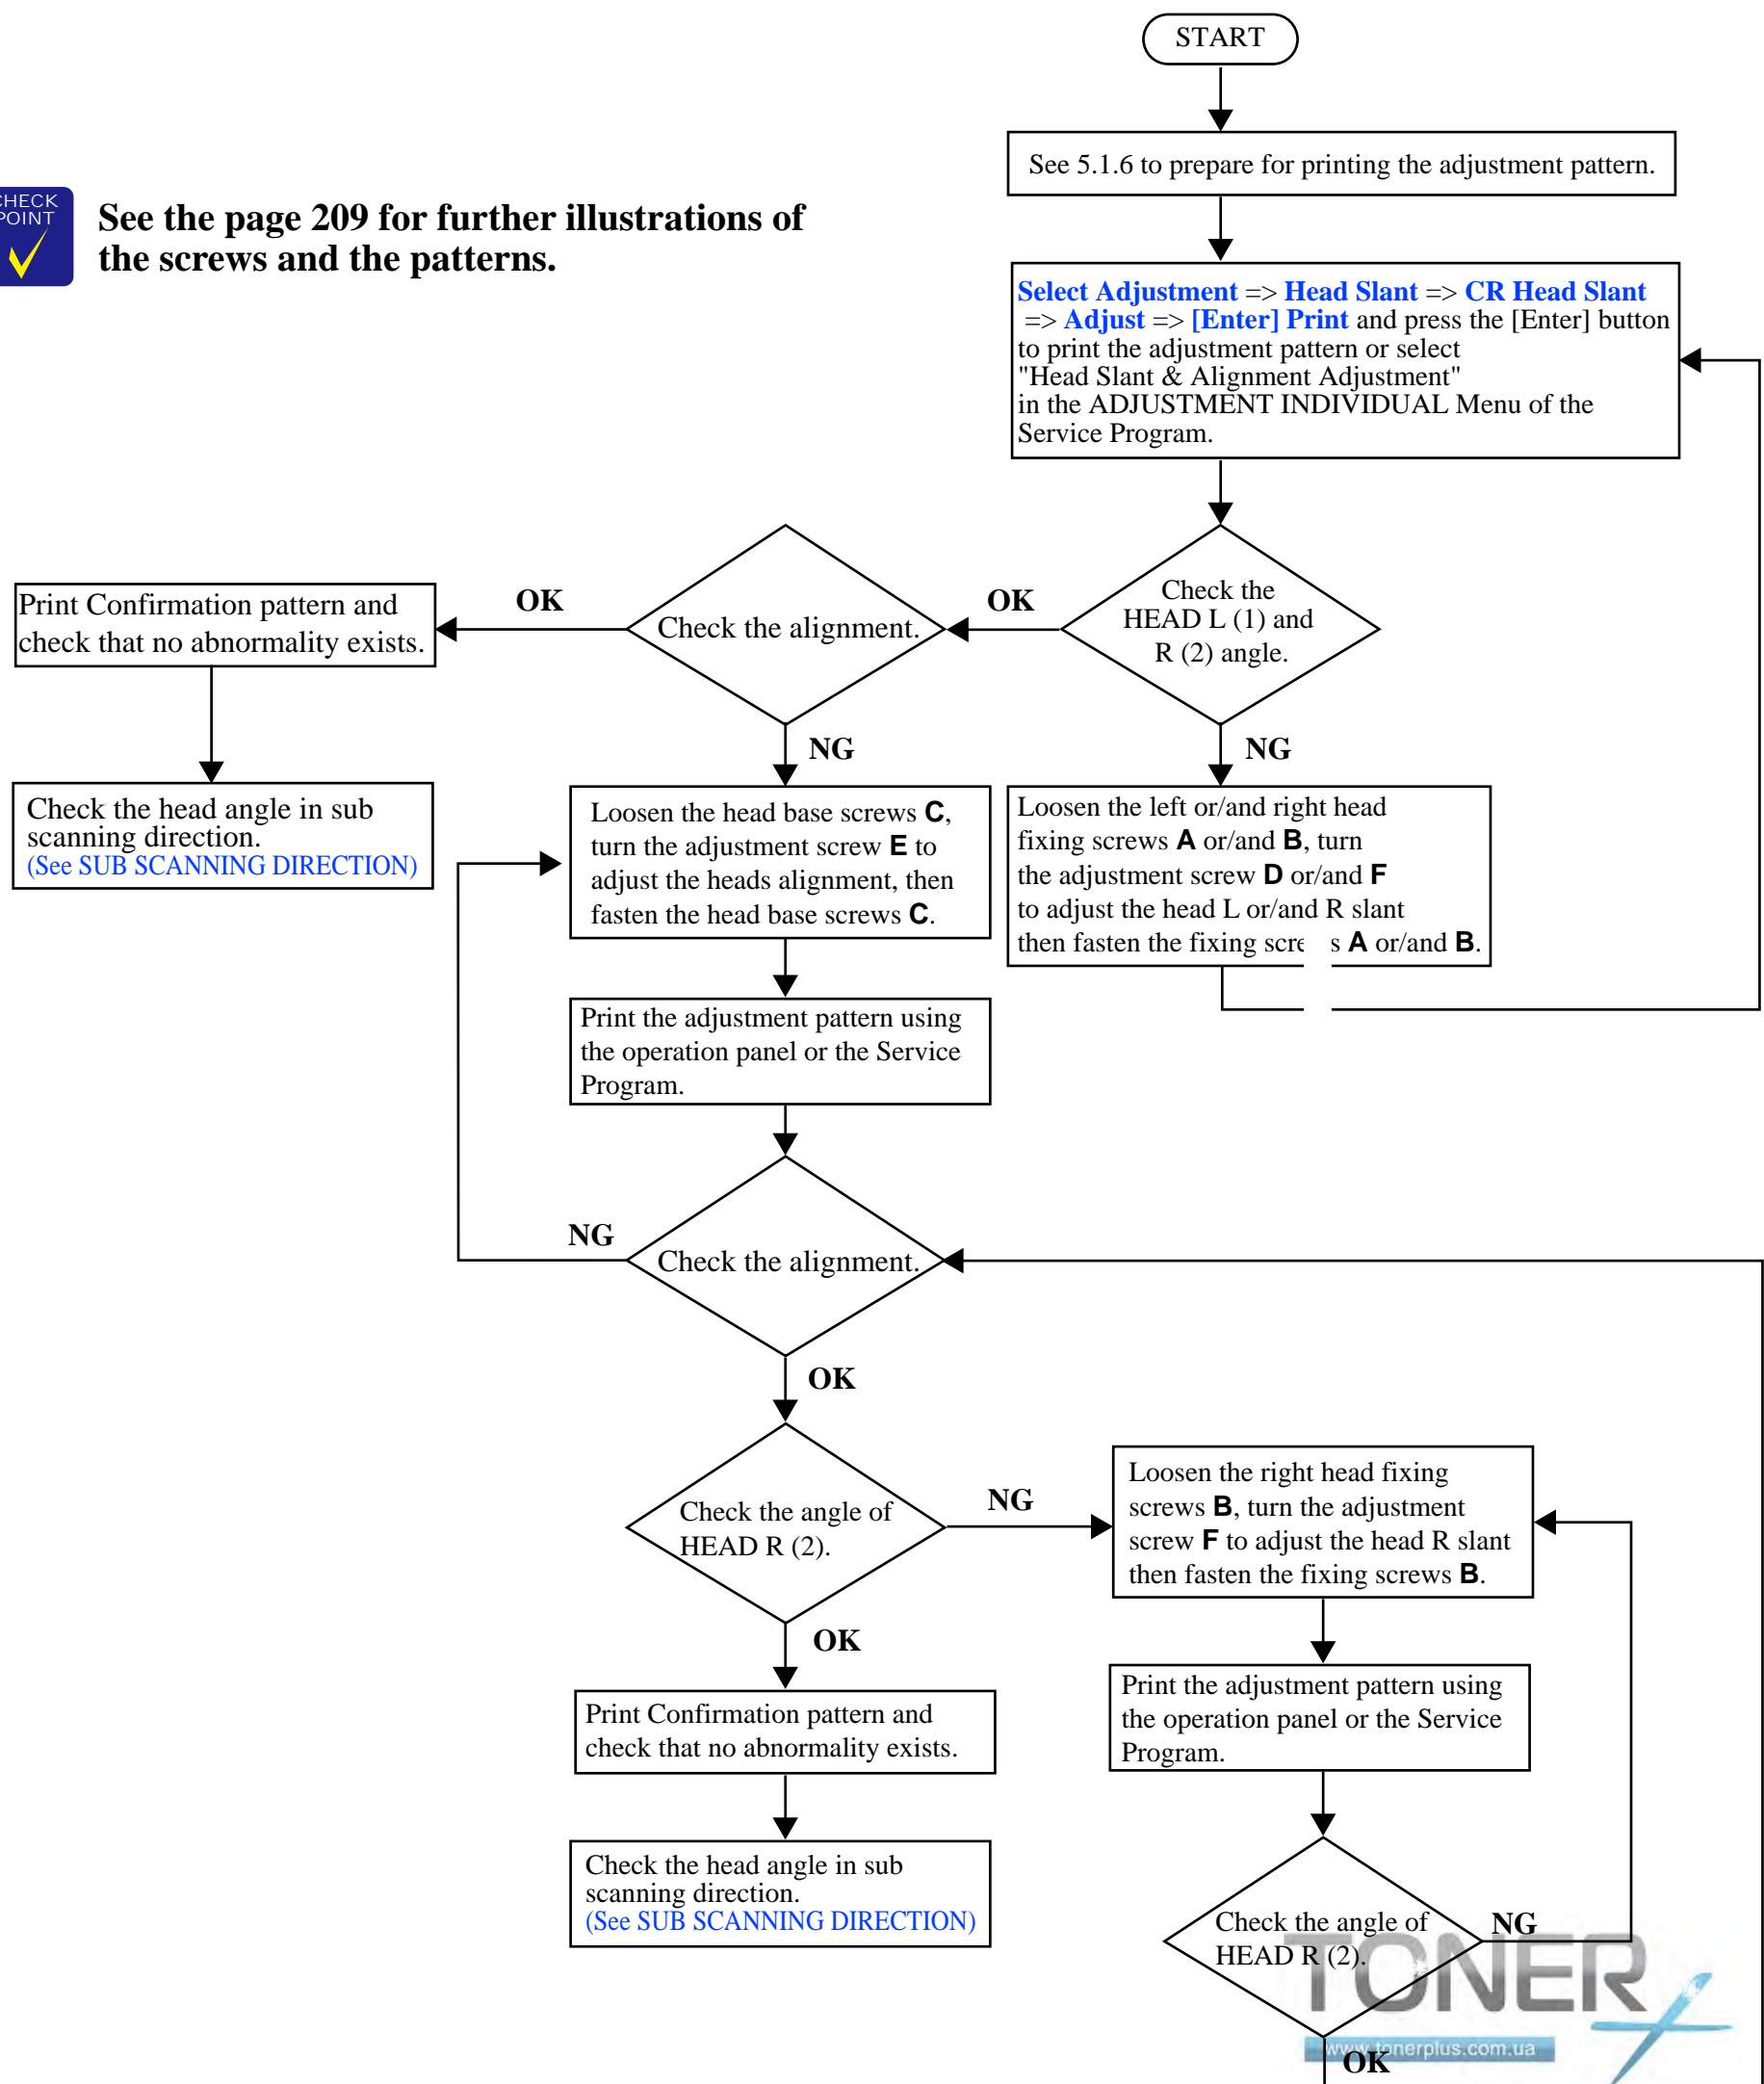 START
See 5.1.6 to prepare for printing the adjustment pattern.
CHECK
POINT
See the page 209 for further illustrations of
the screws and the patterns.
Select Adjustment => Head Slant => CR Head Slant
=> Adjust => [Enter] Print and press the [Enter] button
to print the adjustment pattern or select
"Head Slant & Alignment Adjustment"
in the ADJUSTMENT INDIVIDUAL Menu of the
Service Program.
Check the
HEAD L (1) and
R (2) angle.
OK
Check the alignment.
OK
Print Confirmation pattern and
check that no abnormality exists.
Check the head angle in sub
scanning direction.
(See SUB SCANNING DIRECTION)
NG
Loosen the head base screws C,
turn the adjustment screw E to
adjust the heads alignment, then
fasten the head base screws C.
NG
Loosen the left or/and right head
fixing screws A or/and B, turn
the adjustment screw D or/and F
to adjust the head L or/and R slant
then fasten the fixing scre s A or/and B.
Print the adjustment pattern using
the operation panel or the Service
Program.
NG
Check the alignment.
OK
Check the angle of
HEAD R (2).
NG
Loosen the right head fixing
screws B, turn the adjustment
screw F to adjust the head R slant
then fasten the fixing screws B.
OK
Print Confirmation pattern and
check that no abnormality exists.
Print the adjustment pattern using
the operation panel or the Service
Program.
Check the head angle in sub
scanning direction.
(See SUB SCANNING DIRECTION)
Check the angle of
HEAD R (2).
NG
TONER
www.tonerplus.com.ua
OK